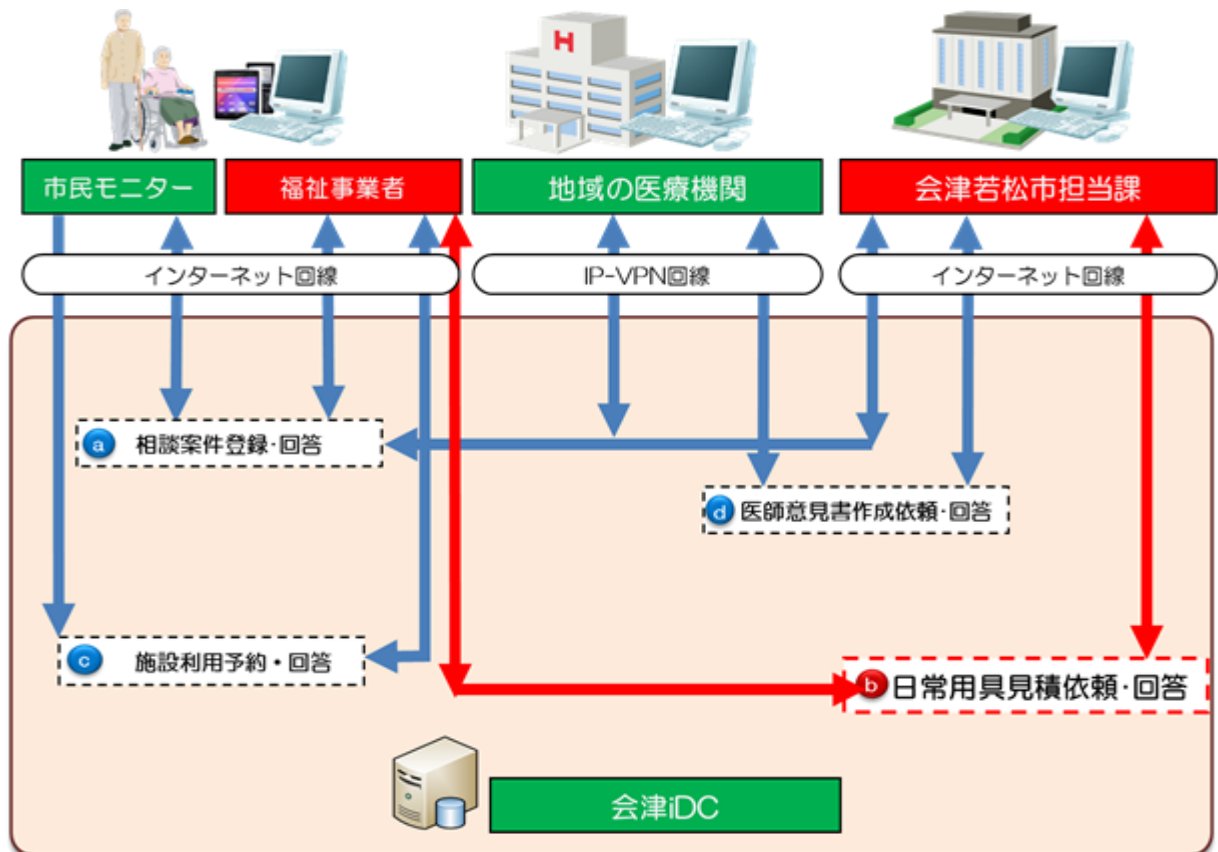 H
市民モニター
福祉事業者
地域の医療機関
会津若松市担当課
インターネット回線
IP-VPN回線
インターネット回線
a 相談案件登録・回答
d 医師意見書作成依頼・回答
c 施設利用予約・回答
b 日常用具見積依頼・回答
会津iDC